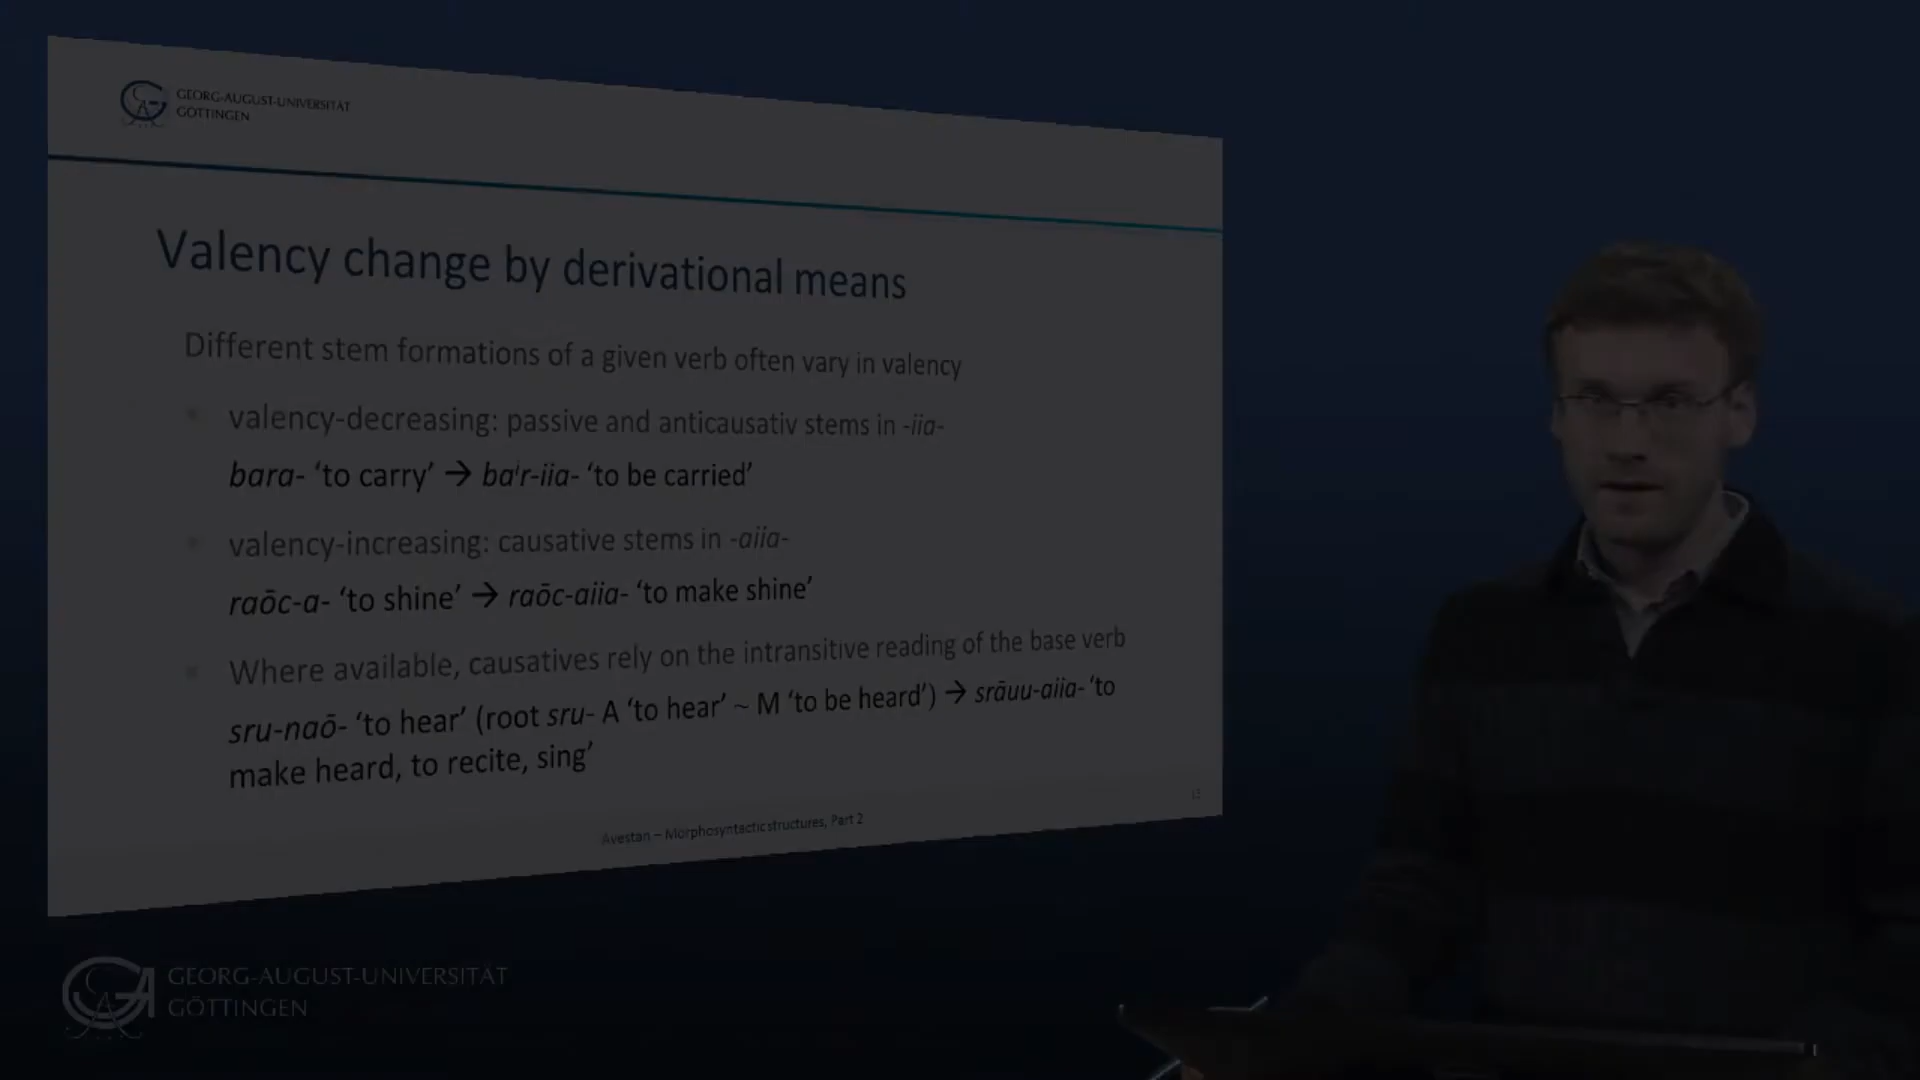 GEORG-AUGUST-UNIVERSITÄT
GÖTTINGEN
Valency change by derivational means
Different stem formations of a given verb often vary in valency
valency-decreasing: passive and anticausativ stems in -iia-
bara- ‘to carry’ → baⁱr-iia- ‘to be carried’
valency-increasing: causative stems in -aiia-
raōc-a- ‘to shine’ → raōc-aiia- ‘to make shine’
Where available, causatives rely on the intransitive reading of the base verb
sru-naō- ‘to hear’ (root sru- A ‘to hear’ ~ M ‘to be heard’) → srāuu-aiia- ‘to
make heard, to recite, sing’
Avestan – Morphosyntactic structures, Part 2
GEORG-AUGUST-UNIVERSITÄT
GÖTTINGEN